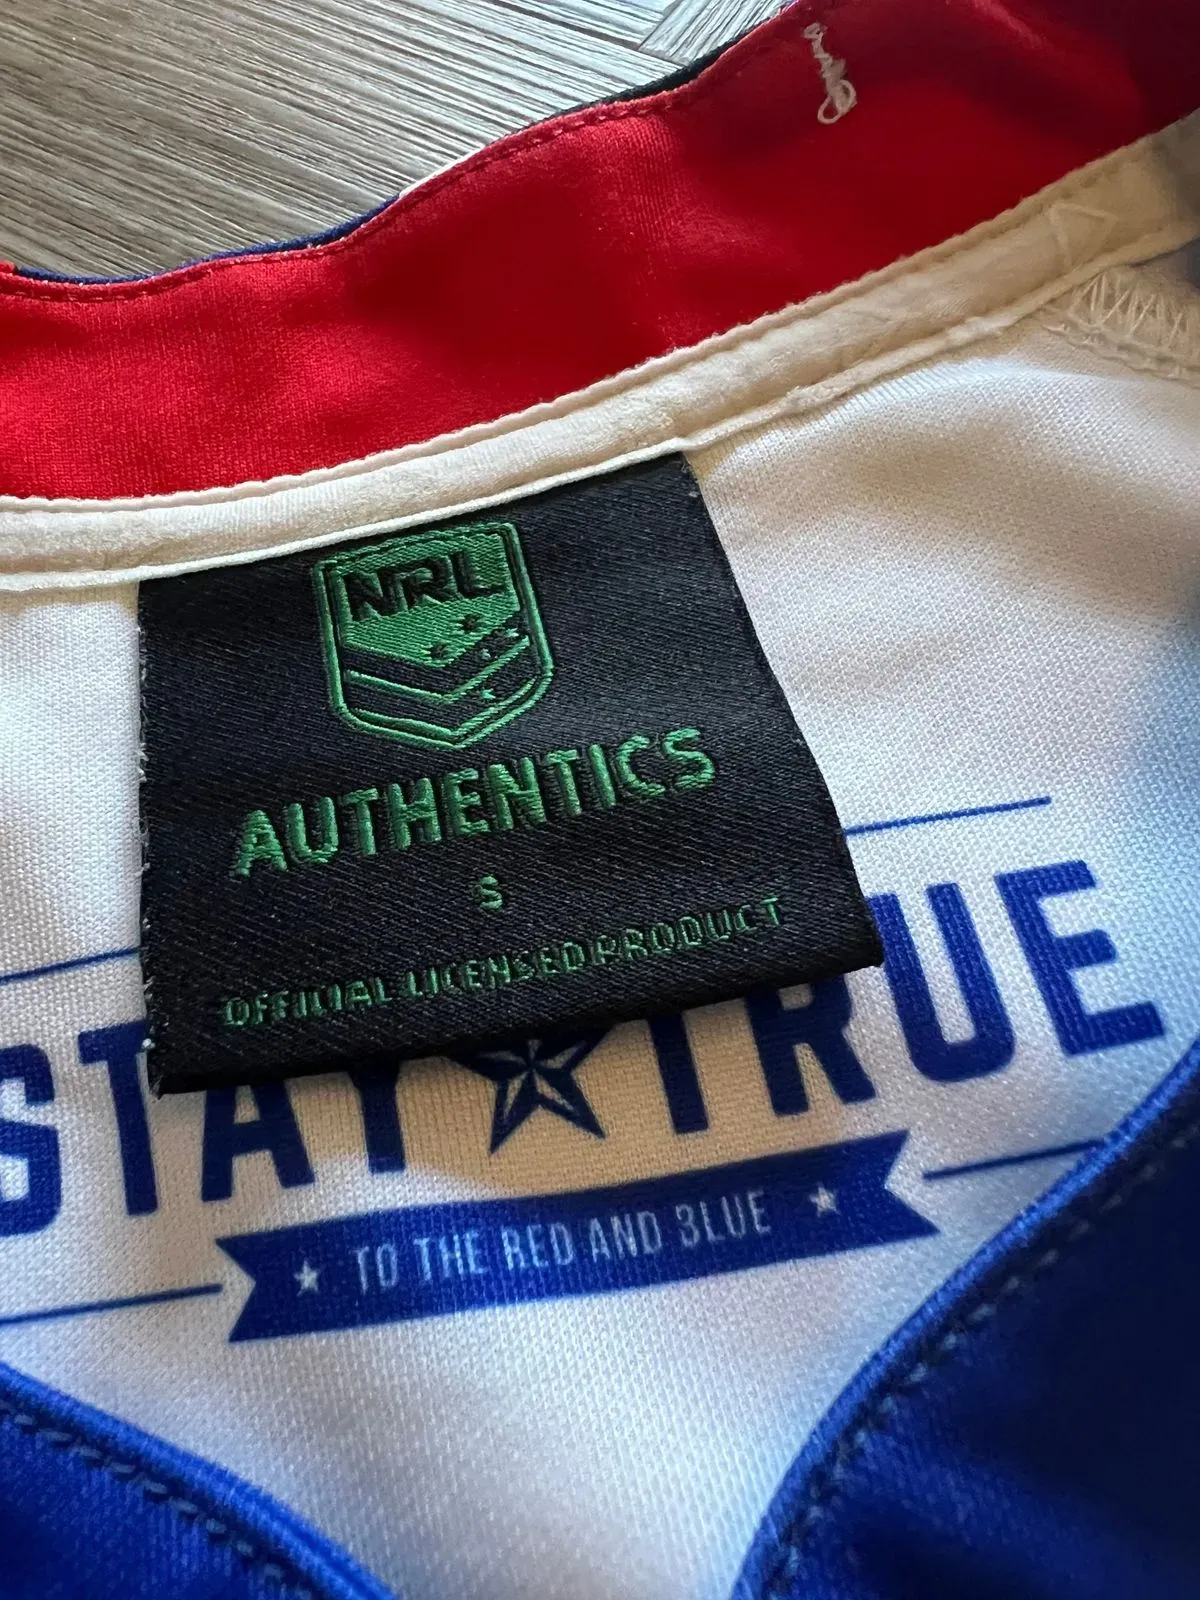 NRL
AUTHENTICS
S
OFFICIAL LICENSED PRODUCT
STAY TRUE
TO THE RED AND BLUE